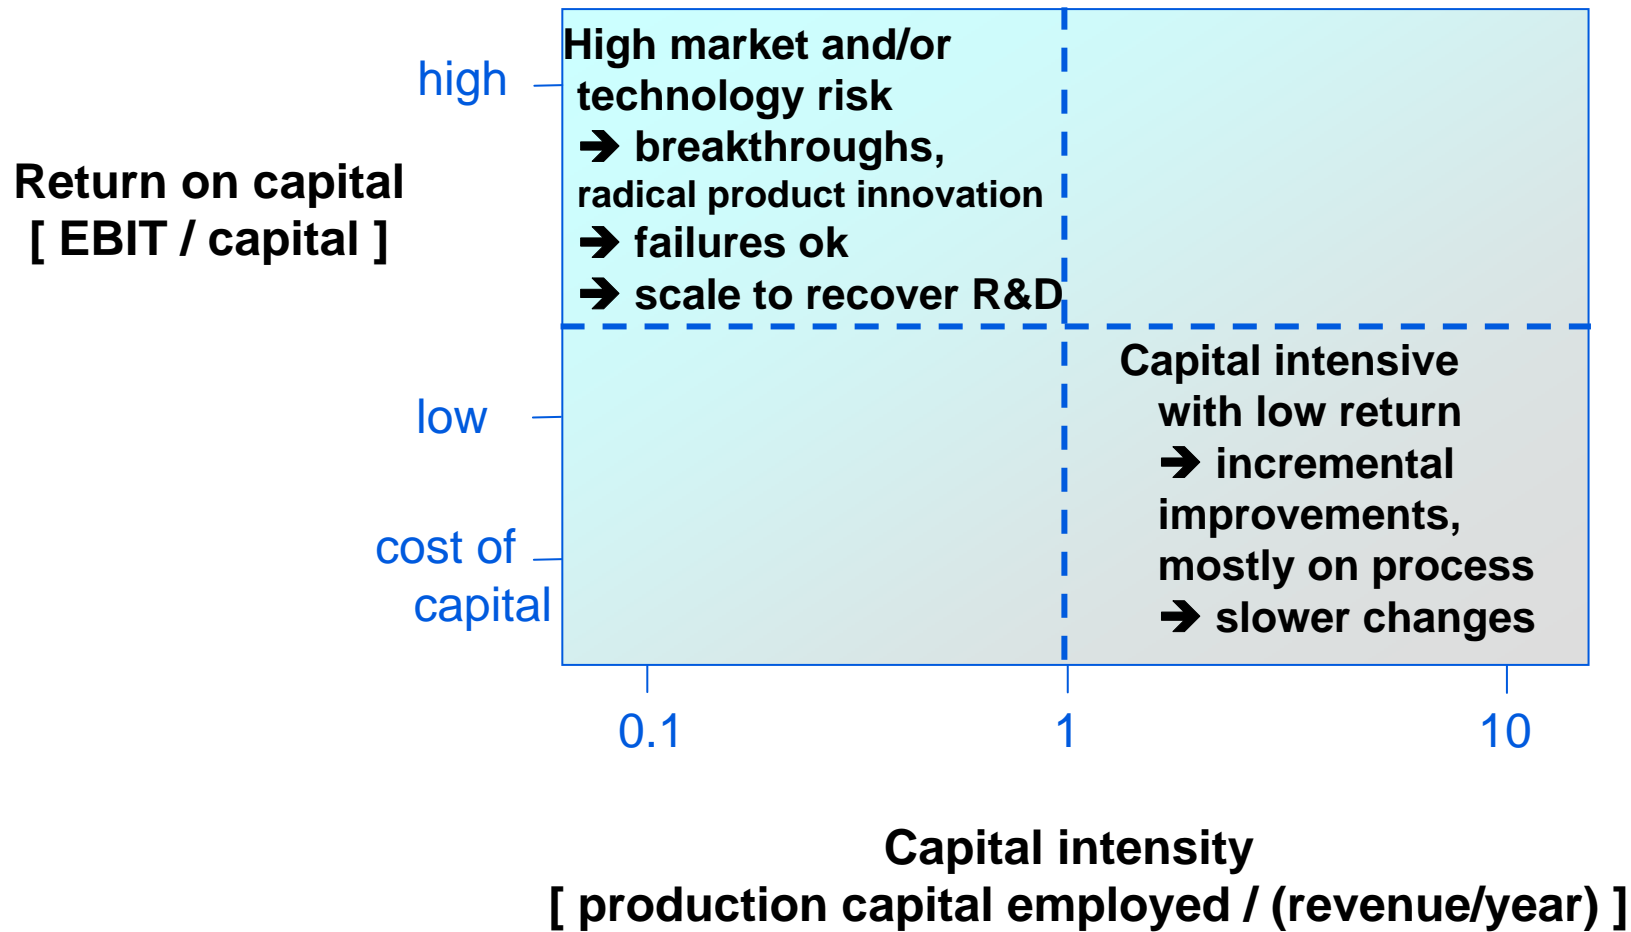 High market and/or
technology risk
➔ breakthroughs,
radical product innovation
➔ failures ok
➔ scale to recover R&D
high
Return on capital
[ EBIT / capital ]
low
cost of
capital
Capital intensive
with low return
➔ incremental
improvements,
mostly on process
➔ slower changes
0.1
1
10
Capital intensity
[ production capital employed / (revenue/year) ]